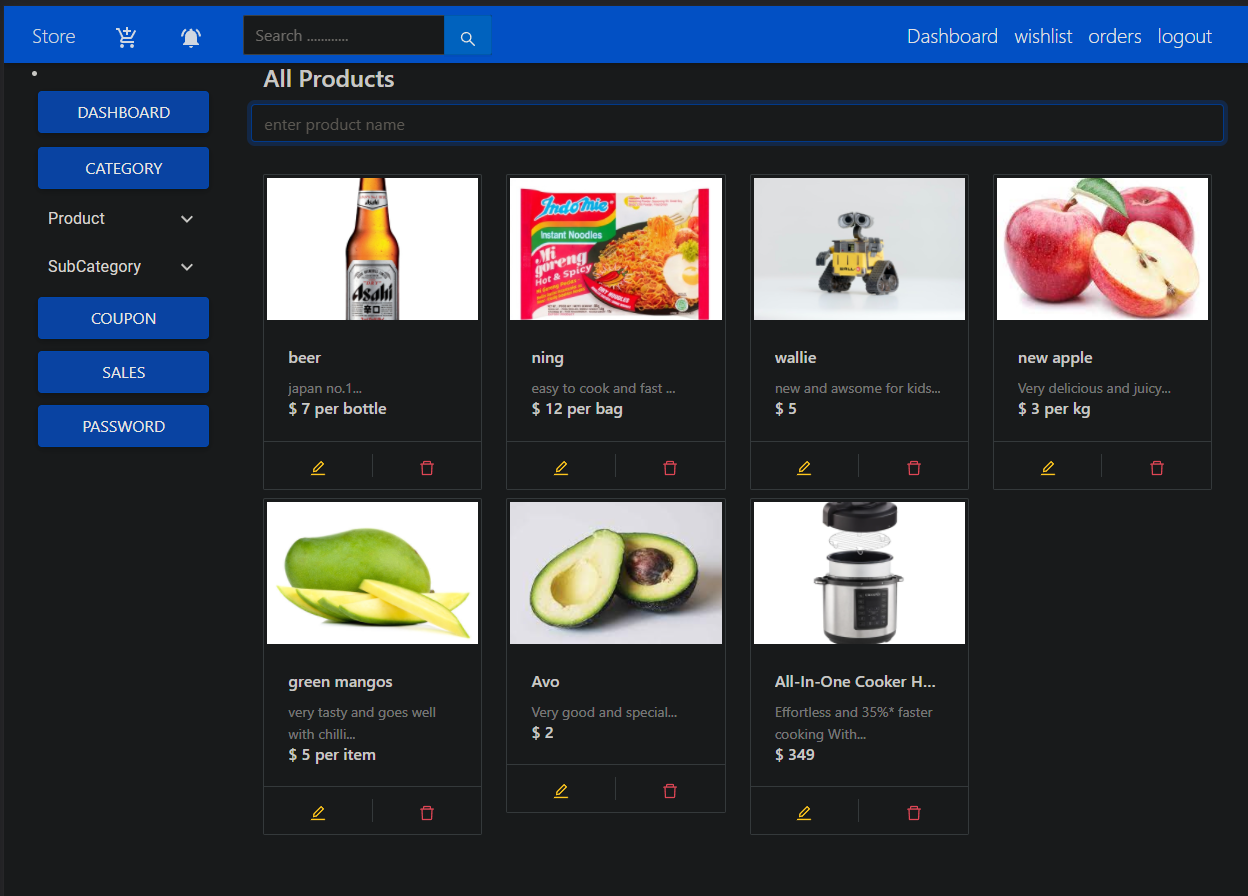 Store
Search ............
Dashboard wishlist orders logout
All Products
enter product name
DASHBOARD
CATEGORY
Product
SubCategory
COUPON
SALES
PASSWORD
Asahi
Asahi
辛口
beer
japan no.1...
$ 7 per bottle
Indomie
Instant Noodles
Mi
goreng
Hot & Spicy
ning
easy to cook and fast ...
$ 12 per bag
WALL·E
wallie
new and awsome for kids...
$ 5
new apple
Very delicious and juicy...
$ 3 per kg
green mangos
very tasty and goes well
with chilli...
$ 5 per item
Avo
Very good and special...
$ 2
All-In-One Cooker H...
Effortless and 35%* faster
cooking With...
$ 349